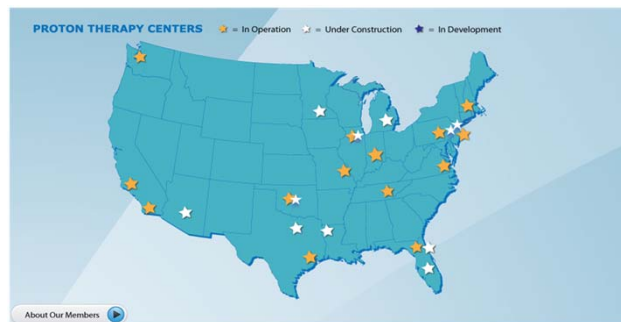 PROTON THERAPY CENTERS = In Operation = Under Construction = In Development
About Our Members